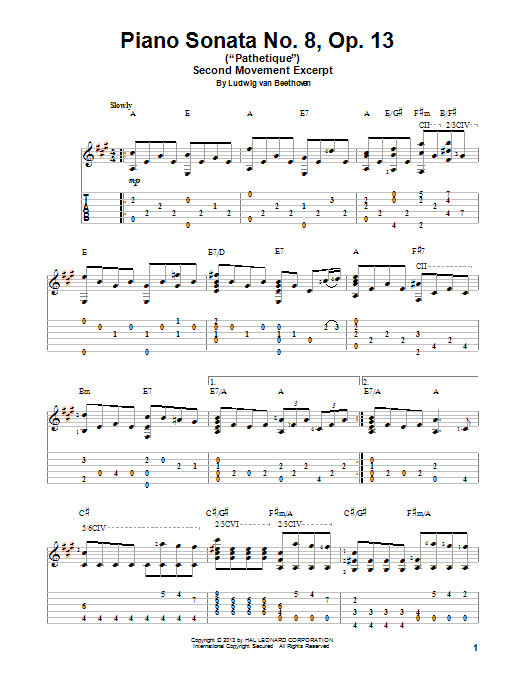 Piano Sonata No. 8, Op. 13
("Pathetique")
Second Movement Excerpt
By Ludwig van Beethoven
Slowly
A E A E7 A E/G# F#m B/F#
CII 2/3CIV
mp
E E7/D E7 A F#7
CII
Bm E7 1. E7/A A 2. E7/A A
C# C#/G# F#m/A C#/G# F#m/A
5/6CIV 2/3CVI 2/3CIV
Copyright © 2012 by HAL LEONARD CORPORATION
International Copyright Secured All Rights Reserved
1